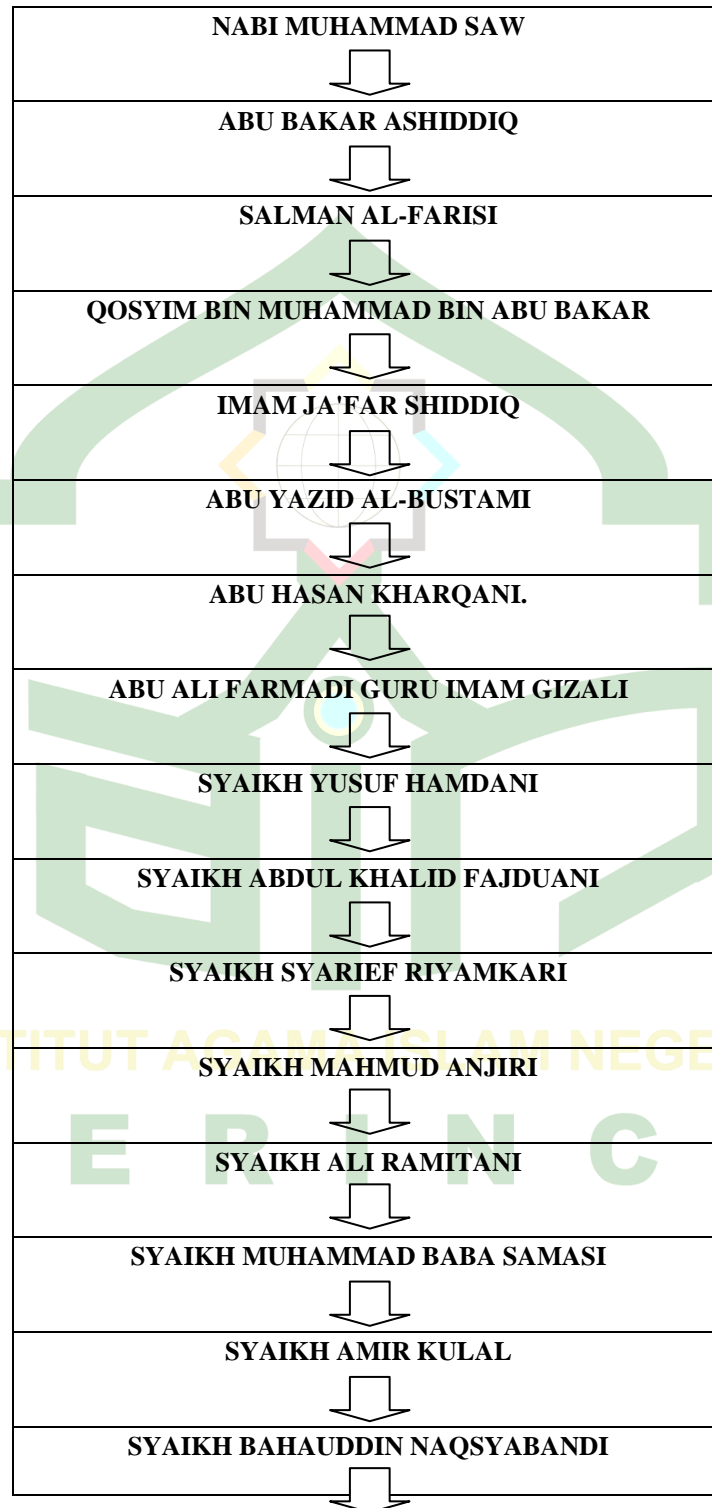 NABI MUHAMMAD SAW
ABU BAKAR ASHIDDIQ
SALMAN AL-FARISI
QOSYIM BIN MUHAMMAD BIN ABU BAKAR
IMAM JA'FAR SHIDDIQ
ABU YAZID AL-BUSTAMI
ABU HASAN KHARQANI.
ABU ALI FARMADI GURU IMAM GIZALI
SYAIKH YUSUF HAMDANI
SYAIKH ABDUL KHALID FAJDUANI
SYAIKH SYARIEF RIYAMKARI
TITUT AGAMA ISLAM NEGE
SYAIKH MAHMUD ANJIRI
E R I N C
SYAIKH ALI RAMITANI
SYAIKH MUHAMMAD BABA SAMASI
SYAIKH AMIR KULAL
SYAIKH BAHAUDDIN NAQSYABANDI